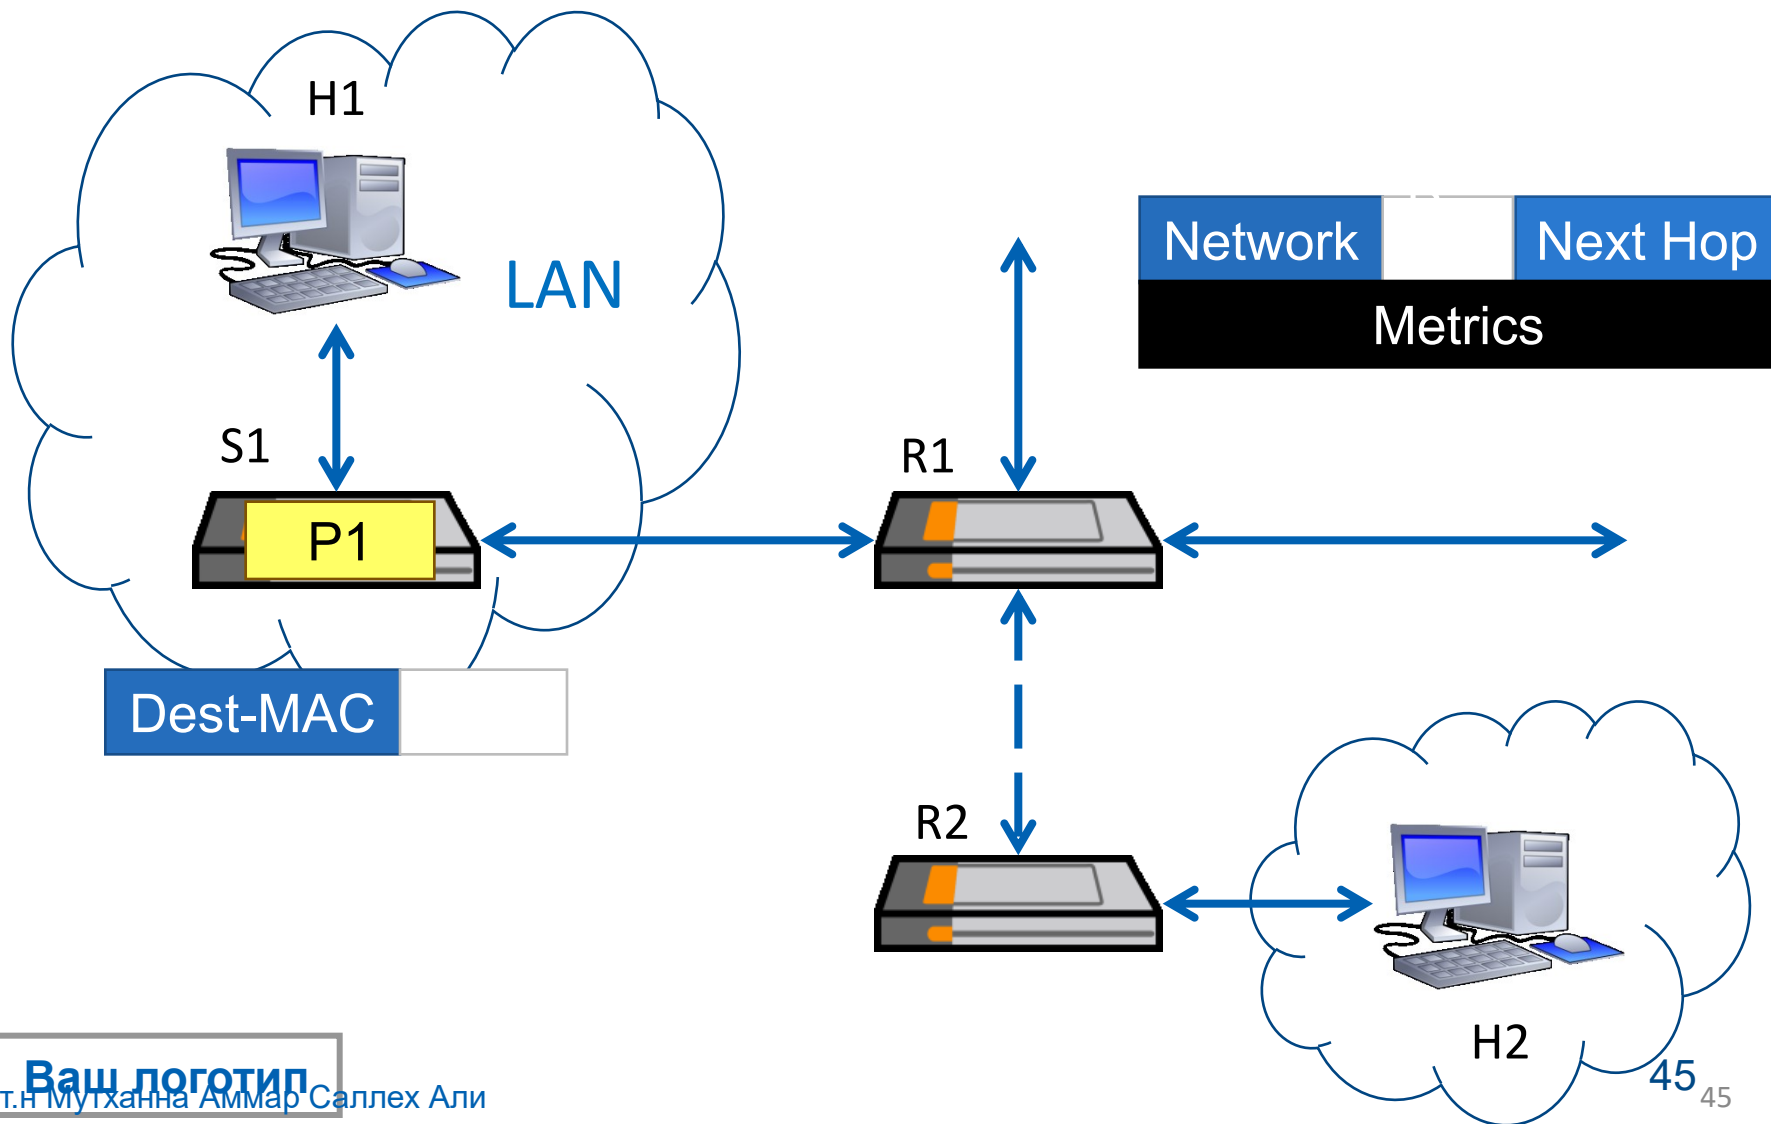 H1
LAN
Network
Next Hop
Metrics
S1
R1
P1
Dest-MAC
R2
H2
Ваш логотип
т.н Мутханна Аммар Саллех Али
45
45